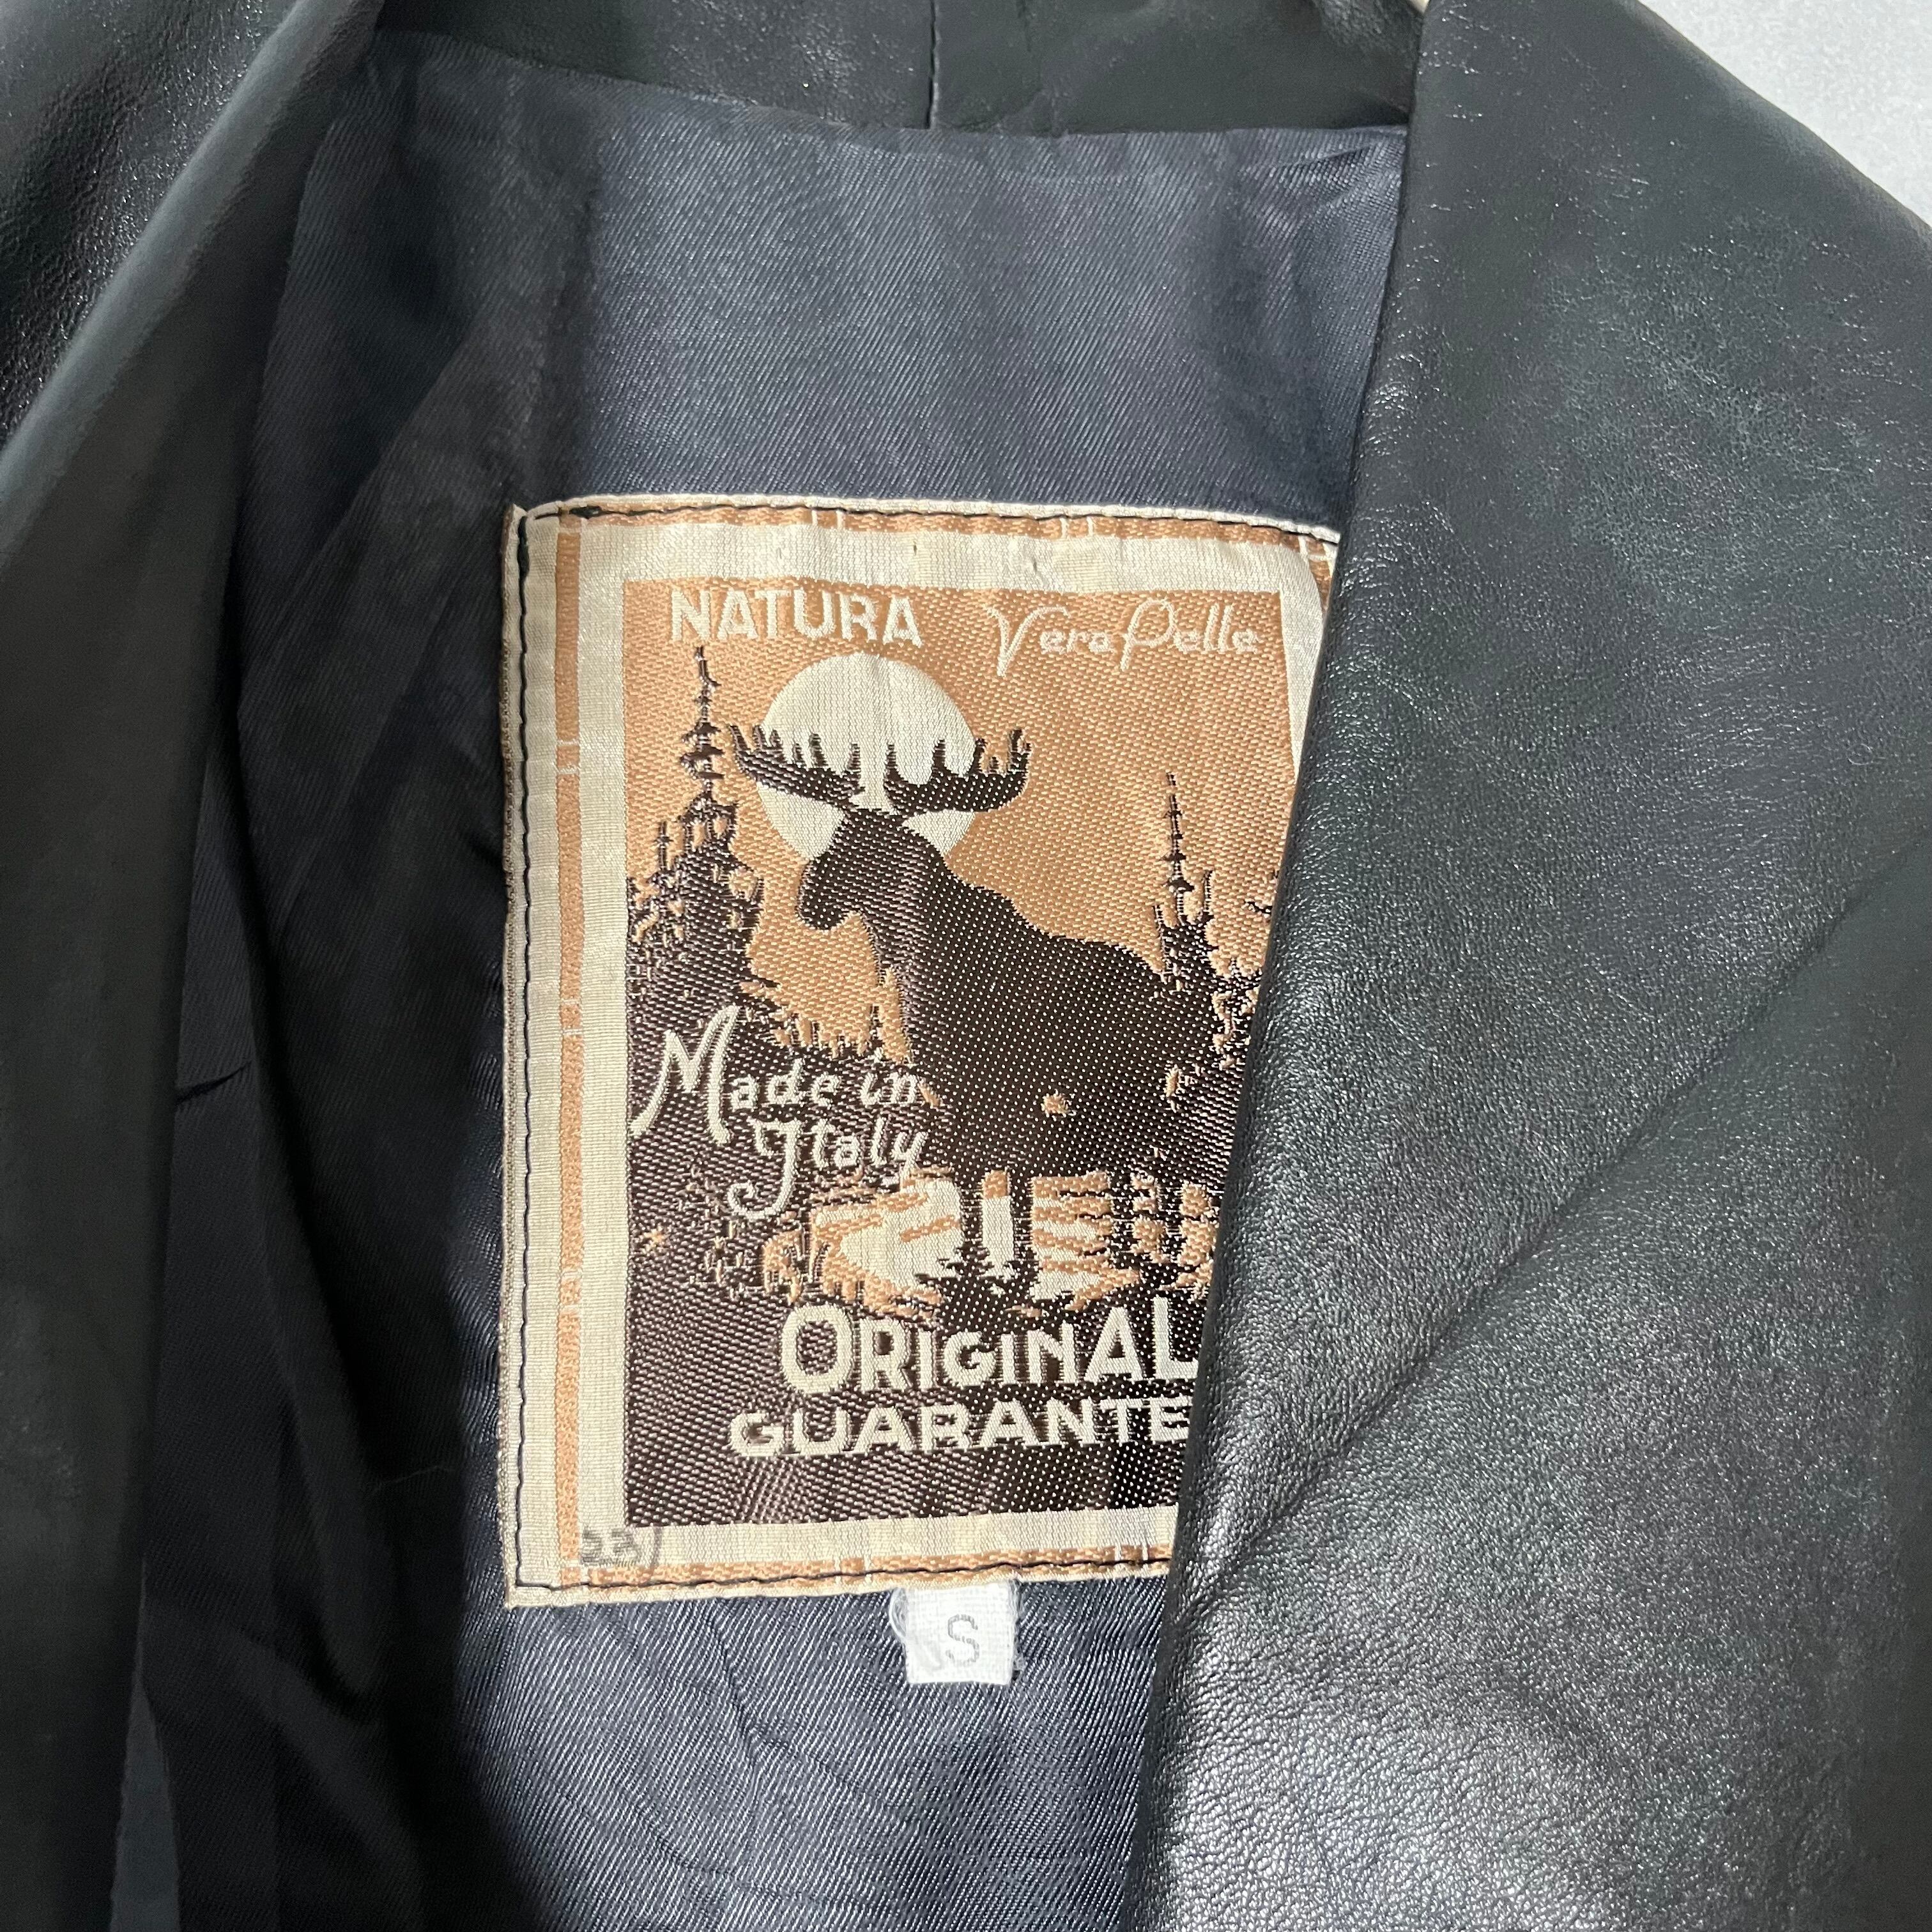 NATURA Vera Pelle
Made in
Italy
ORIGINAL
GUARANTE
S